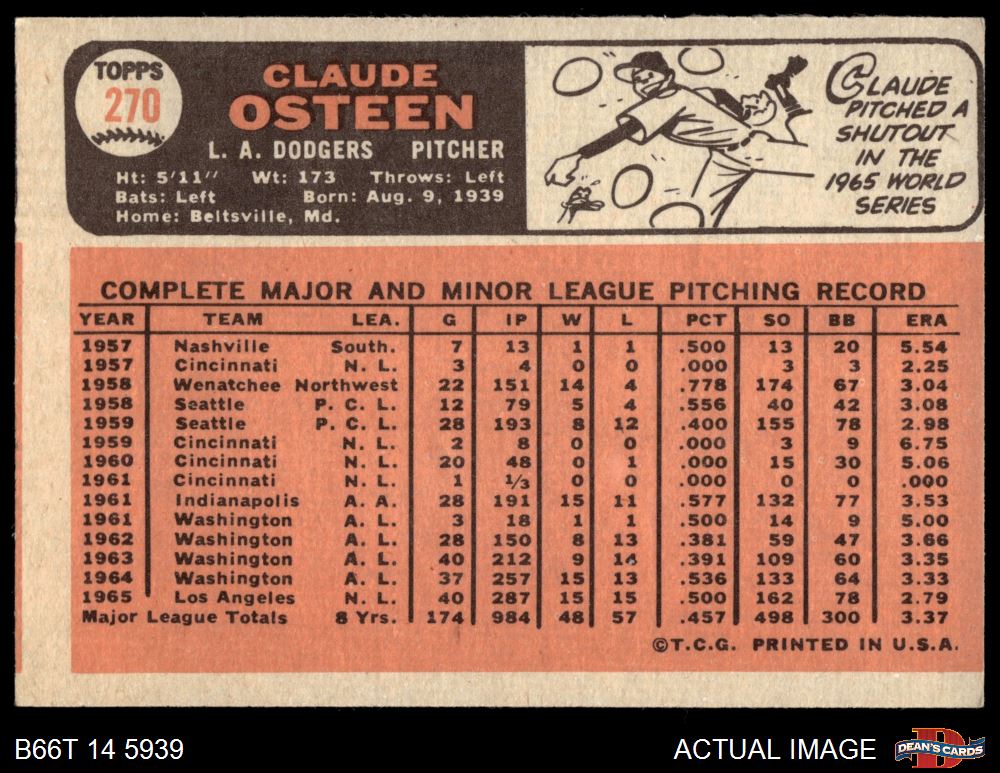 TOPPS
270
CLAUDE
OSTEEN
L. A. DODGERS PITCHER
Ht: 5'11" Wt: 173 Throws: Left
Bats: Left Born: Aug. 9, 1939
Home: Beltsville, Md.
CLAUDE
PITCHED A
SHUTOUT
IN THE
1965 WORLD
SERIES
COMPLETE MAJOR AND MINOR LEAGUE PITCHING RECORD
YEAR TEAM LEA. G IP W L PCT SO BB ERA
1957 Nashville South. 7 13 1 1 .500 13 20 5.54
1957 Cincinnati N. L. 3 4 0 0 .000 3 3 2.25
1958 Wenatchee Northwest 22 151 14 4 .778 174 67 3.04
1958 Seattle P. C. L. 12 79 5 4 .556 40 42 3.08
1959 Seattle P. C. L. 28 193 8 12 .400 155 78 2.98
1959 Cincinnati N. L. 2 8 0 0 .000 3 9 6.75
1960 Cincinnati N. L. 20 48 0 1 .000 15 30 5.06
1961 Cincinnati N. L. 1 1/3 0 0 .000 0 0 .000
1961 Indianapolis A. A. 28 191 15 11 .577 132 77 3.53
1961 Washington A. L. 3 18 1 1 .500 14 9 5.00
1962 Washington A. L. 28 150 8 13 .381 59 47 3.66
1963 Washington A. L. 40 212 9 14 .391 109 60 3.35
1964 Washington A. L. 37 257 15 13 .536 133 64 3.33
1965 Los Angeles N. L. 40 287 15 15 .500 162 78 2.79
Major League Totals 8 Yrs. 174 984 48 57 .457 498 300 3.37
©T.C.G. PRINTED IN U.S.A.
B66T 14 5939
ACTUAL IMAGE
D
DEAN'S CARDS